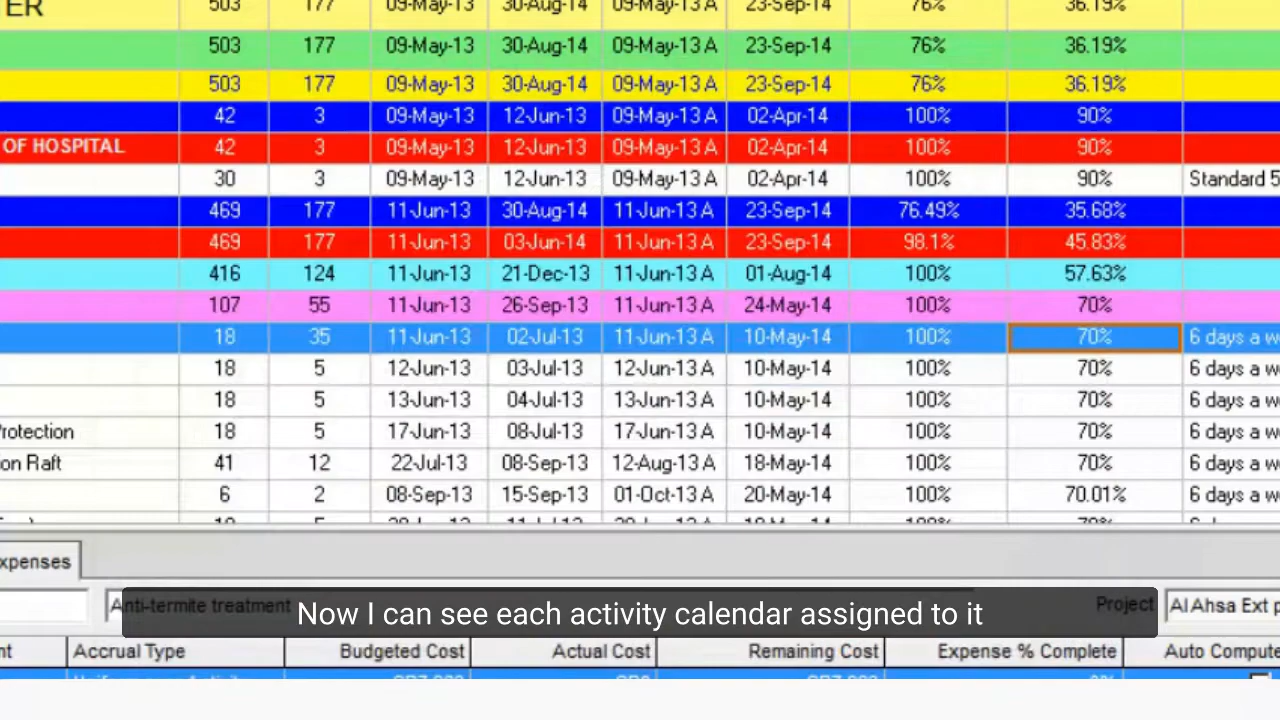 ER 503 177 09-May-13 30-Aug-14 09-May-13 A 23-Sep-14 76% 36.19%
503 177 09-May-13 30-Aug-14 09-May-13 A 23-Sep-14 76% 36.19%
503 177 09-May-13 30-Aug-14 09-May-13 A 23-Sep-14 76% 36.19%
42 3 09-May-13 12-Jun-13 09-May-13 A 02-Apr-14 100% 90%
OF HOSPITAL 42 3 09-May-13 12-Jun-13 09-May-13 A 02-Apr-14 100% 90%
30 3 09-May-13 12-Jun-13 09-May-13 A 02-Apr-14 100% 90% Standard 5
469 177 11-Jun-13 30-Aug-14 11-Jun-13 A 23-Sep-14 76.49% 35.68%
469 177 11-Jun-13 03-Jun-14 11-Jun-13 A 23-Sep-14 98.1% 45.83%
416 124 11-Jun-13 21-Dec-13 11-Jun-13 A 01-Aug-14 100% 57.63%
107 55 11-Jun-13 26-Sep-13 11-Jun-13 A 24-May-14 100% 70%
18 35 11-Jun-13 02-Jul-13 11-Jun-13 A 10-May-14 100% 70% 6 days a w
18 5 12-Jun-13 03-Jul-13 12-Jun-13 A 10-May-14 100% 70% 6 days a w
18 5 13-Jun-13 04-Jul-13 13-Jun-13 A 10-May-14 100% 70% 6 days a w
rotection 18 5 17-Jun-13 08-Jul-13 17-Jun-13 A 10-May-14 100% 70% 6 days a w
on Raft 41 12 22-Jul-13 08-Sep-13 12-Aug-13 A 18-May-14 100% 70% 6 days a w
6 2 08-Sep-13 15-Sep-13 01-Oct-13 A 20-May-14 100% 70.01% 6 days a w
xpenses
Anti-termite treatment Project Al Ahsa Ext p
Now I can see each activity calendar assigned to it
nt Accrual Type Budgeted Cost Actual Cost Remaining Cost Expense % Complete Auto Compute